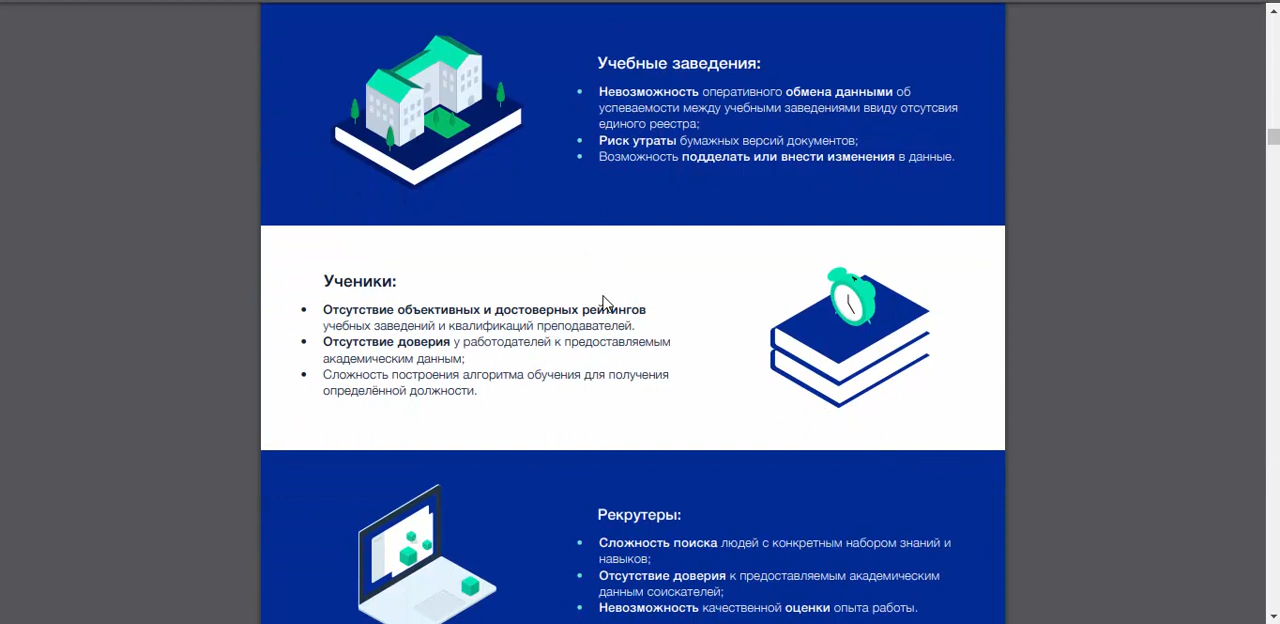 Учебные заведения:
• Невозможность оперативного обмена данными об
успеваемости между учебными заведениями ввиду отсутсвия
единого реестра;
• Риск утраты бумажных версий документов;
• Возможность подделать или внести изменения в данные.
Ученики:
• Отсутствие объективных и достоверных рейтингов
учебных заведений и квалификаций преподавателей.
• Отсутствие доверия у работодателей к предоставляемым
академическим данным;
• Сложность построения алгоритма обучения для получения
определённой должности.
Рекрутеры:
• Сложность поиска людей с конкретным набором знаний и
навыков;
• Отсутствие доверия к предоставляемым академическим
данным соискателей;
• Невозможность качественной оценки опыта работы.